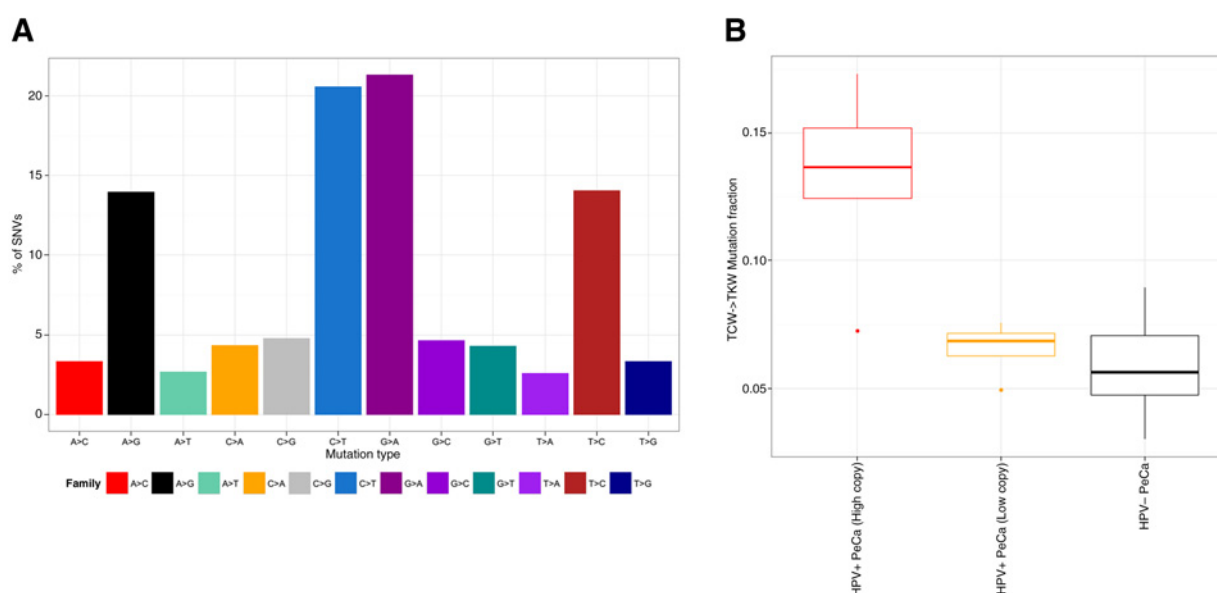 A
% of SNVs
20
15
10
5
0
A>C A>G A>T C>A C>G C>T G>A G>C G>T T>A T>C T>G
Mutation type
Family A>C A>G A>T C>A C>G C>T G>A G>C G>T T>A T>C T>G
B
TCW->TKW Mutation fraction
0.15
0.10
0.05
HPV+ PeCa (High copy)
HPV+ PeCa (Low copy)
HPV− PeCa